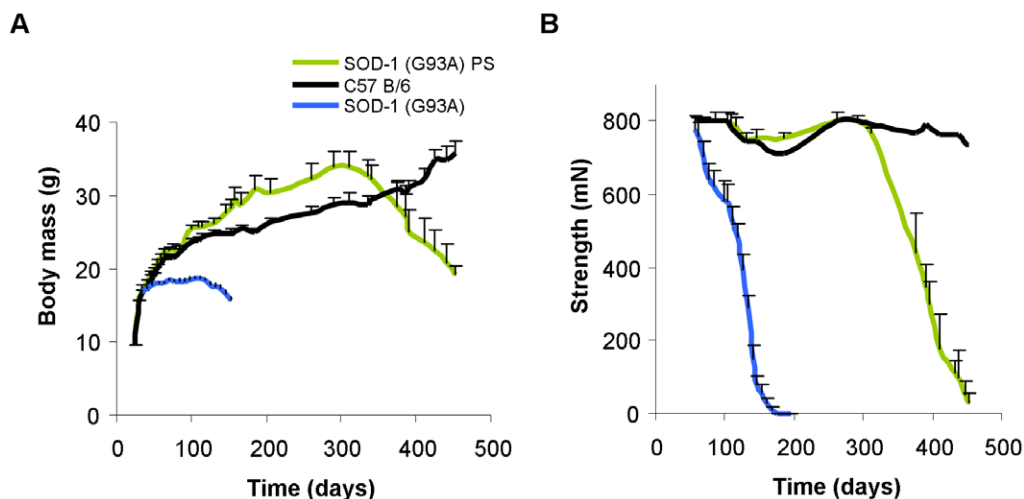 A
B
SOD-1 (G93A) PS
C57 B/6
SOD-1 (G93A)
Body mass (g)
40
30
20
10
0
0 100 200 300 400 500
Time (days)
Strength (mN)
800
600
400
200
0
0 100 200 300 400 500
Time (days)